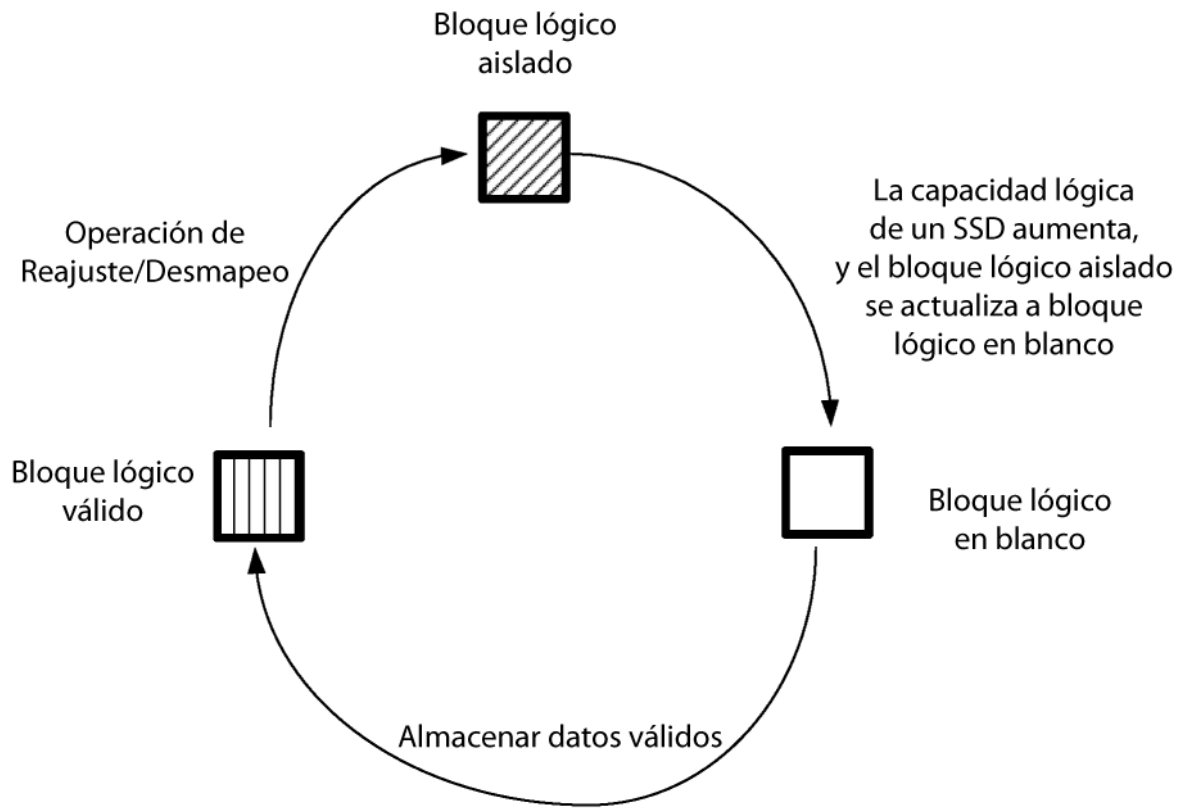 Bloque lógico
aislado
Operación de
Reajuste/Desmapeo
La capacidad lógica
de un SSD aumenta,
y el bloque lógico aislado
se actualiza a bloque
lógico en blanco
Bloque lógico
válido
Bloque lógico
en blanco
Almacenar datos válidos